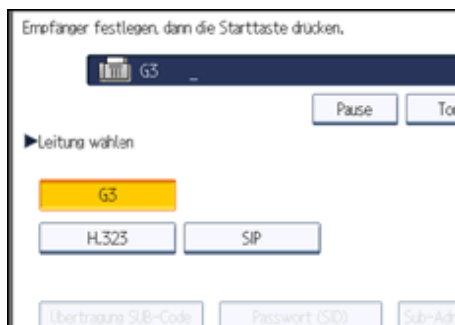 Empfänger festlegen, dann die Starttaste drücken.
G3 _
Pause
▶Leitung wählen
G3
H.323 SIP
Übertragung SUB-Code Passwort (SID)